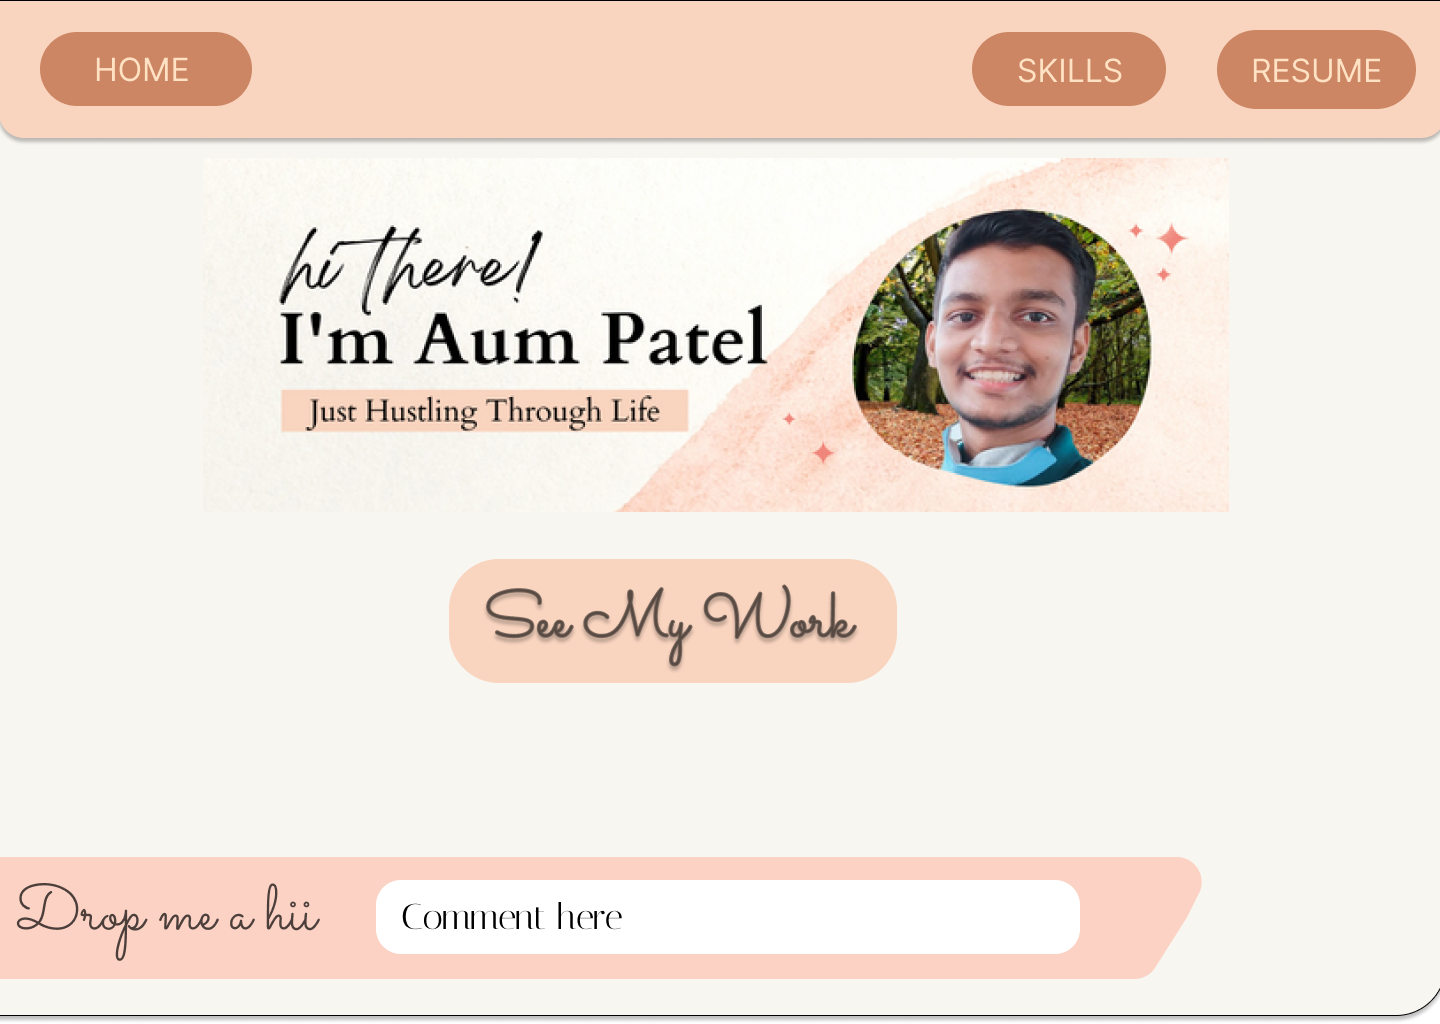 HOME SKILLS RESUME
hi there!
I'm Aum Patel
Just Hustling Through Life
See My Work
Drop me a hii Comment here